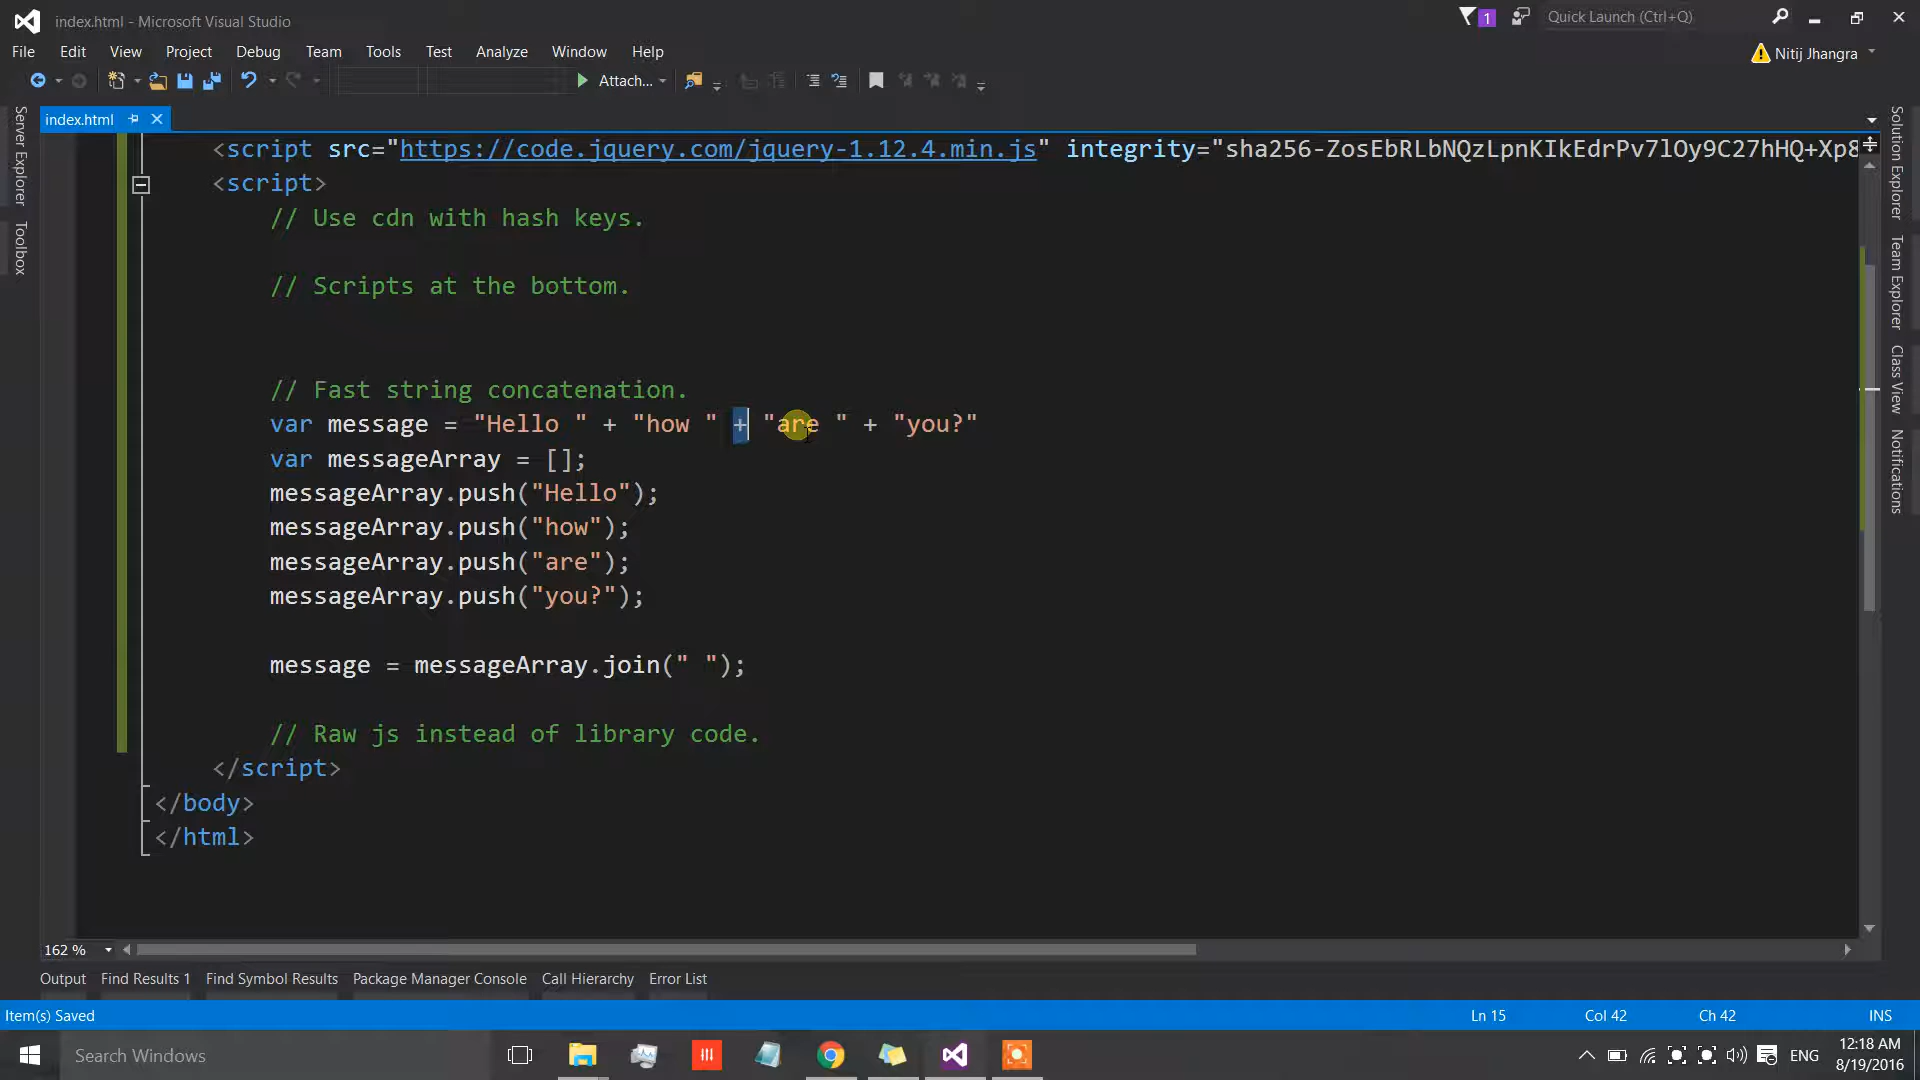 index.html - Microsoft Visual Studio
1
Quick Launch (Ctrl+Q)
File Edit View Project Debug Team Tools Test Analyze Window Help
Nitij Jhangra
Attach...
Server Explorer
Toolbox
index.html
<script src="https://code.jquery.com/jquery-1.12.4.min.js" integrity="sha256-ZosEbRLbNQzLpnKIkEdrPv7lOy9C27hHQ+Xp8
<script>
// Use cdn with hash keys.
// Scripts at the bottom.
// Fast string concatenation.
var message = "Hello " + "how " + "are " + "you?"
var messageArray = [];
messageArray.push("Hello");
messageArray.push("how");
messageArray.push("are");
messageArray.push("you?");
message = messageArray.join(" ");
// Raw js instead of library code.
</script>
</body>
</html>
Solution Explorer
Team Explorer
Class View
Notifications
162 %
Output Find Results 1 Find Symbol Results Package Manager Console Call Hierarchy Error List
Item(s) Saved
Ln 15 Col 42 Ch 42 INS
Search Windows
ENG
12:18 AM
8/19/2016